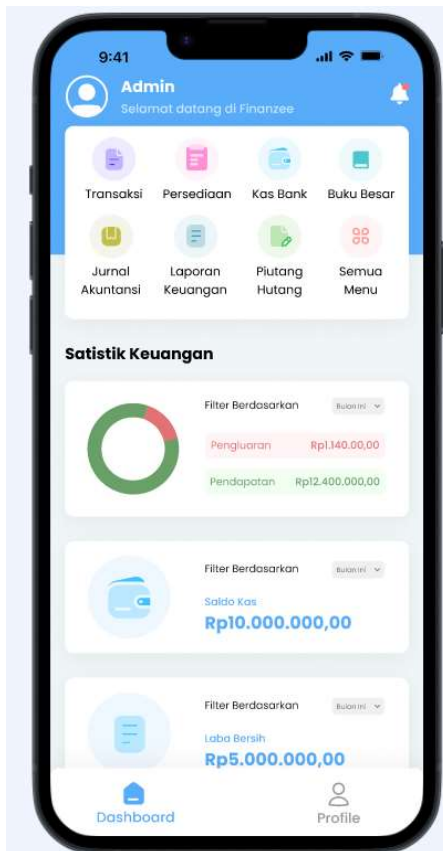 9:41
Admin
Selamat datang di Finanzee
Transaksi
Persediaan
Kas Bank
Buku Besar
Jurnal
Akuntansi
Laporan
Keuangan
Piutang
Hutang
Semua
Menu
Satistik Keuangan
Filter Berdasarkan
Bulan Ini
Pengluaran
Rp1.140.00,00
Pendapatan
Rp12.400.000,00
Filter Berdasarkan
Bulan Ini
Saldo Kas
Rp10.000.000,00
Filter Berdasarkan
Bulan Ini
Laba Bersih
Rp5.000.000,00
Dashboard
Profile